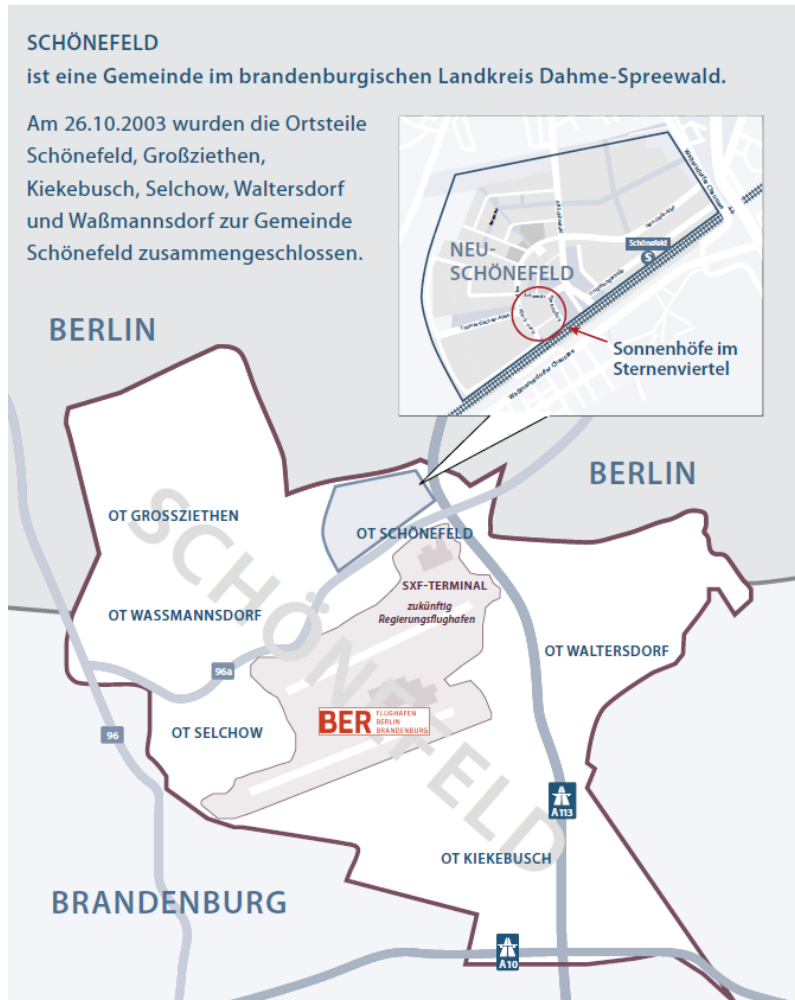 SCHÖNEFELD
ist eine Gemeinde im brandenburgischen Landkreis Dahme-Spreewald.
Am 26.10.2003 wurden die Ortsteile
Schönefeld, Großziethen,
Kiekebusch, Selchow, Waltersdorf
und Waßmannsdorf zur Gemeinde
Schönefeld zusammengeschlossen.
NEU-
SCHÖNEFELD
Schönefeld
S
Waßmannsdorfer Chaussee
Sonnenhöfe im
Sternenviertel
BERLIN
BERLIN
SCHÖNEFELD
OT GROSSZIETHEN
OT SCHÖNEFELD
SXF-TERMINAL
zukünftig
Regierungsflughafen
OT WASSMANNSDORF
OT WALTERSDORF
96a
96
OT SELCHOW
BER
FLUGHAFEN
BERLIN
BRANDENBURG
A113
OT KIEKEBUSCH
BRANDENBURG
A10